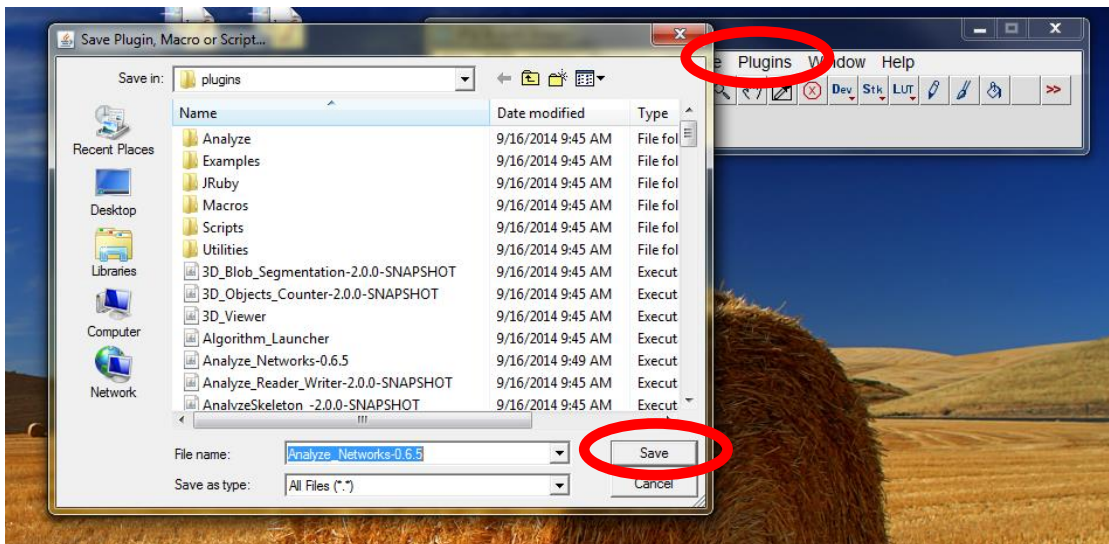 Save Plugin, Macro or Script...
Plugins Window Help
Dev Stk LUT >>
Save in: plugins
Name Date modified Type
Recent Places
Desktop
Libraries
Computer
Network
Analyze 9/16/2014 9:45 AM File fol
Examples 9/16/2014 9:45 AM File fol
JRuby 9/16/2014 9:45 AM File fol
Macros 9/16/2014 9:45 AM File fol
Scripts 9/16/2014 9:45 AM File fol
Utilities 9/16/2014 9:45 AM File fol
3D_Blob_Segmentation-2.0.0-SNAPSHOT 9/16/2014 9:45 AM Execut
3D_Objects_Counter-2.0.0-SNAPSHOT 9/16/2014 9:45 AM Execut
3D_Viewer 9/16/2014 9:45 AM Execut
Algorithm_Launcher 9/16/2014 9:45 AM Execut
Analyze_Networks-0.6.5 9/16/2014 9:49 AM Execut
Analyze_Reader_Writer-2.0.0-SNAPSHOT 9/16/2014 9:45 AM Execut
AnalyzeSkeleton_-2.0.0-SNAPSHOT 9/16/2014 9:45 AM Execut
File name: Analyze_Networks-0.6.5 Save
Save as type: All Files (*.*) Cancel